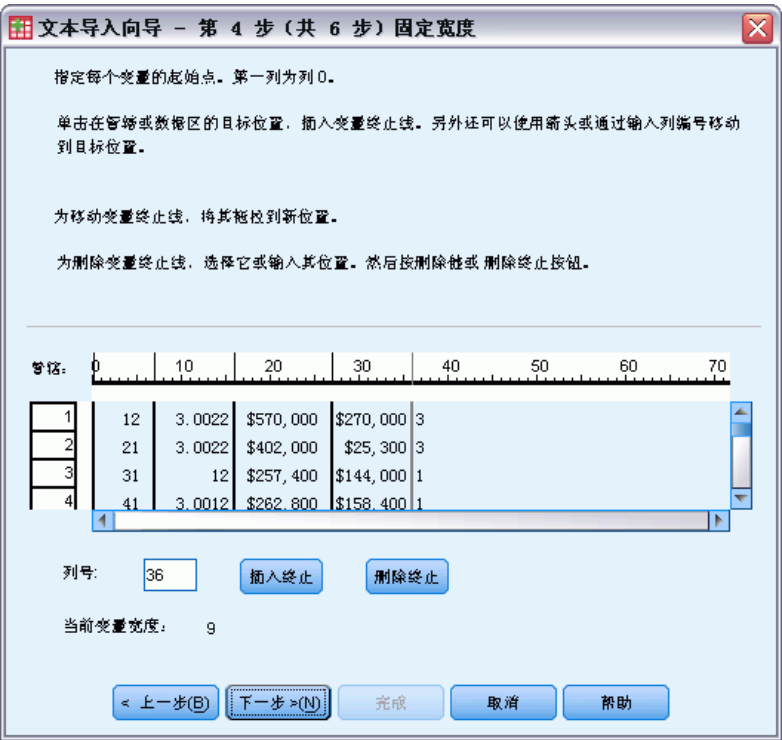 文本导入向导 - 第 4 步（共 6 步）固定宽度
指定每个变量的起始点。第一列为列 0。
单击在管辖或数据区的目标位置，插入变量终止线。另外还可以使用箭头或通过输入列编号移动
到目标位置。
为移动变量终止线，将其拖拉到新位置。
为删除变量终止线，选择它或输入其位置。然后按删除键或 删除终止按钮。
管辖： 0 10 20 30 40 50 60 70
1 12 3.0022 $570,000 $270,000 3
2 21 3.0022 $402,000 $25,300 3
3 31 12 $257,400 $144,000 1
4 41 3.0012 $262,800 $158,400 1
列号: 36 插入终止 删除终止
当前变量宽度： 9
< 上一步(B) 下一步 >(N) 完成 取消 帮助